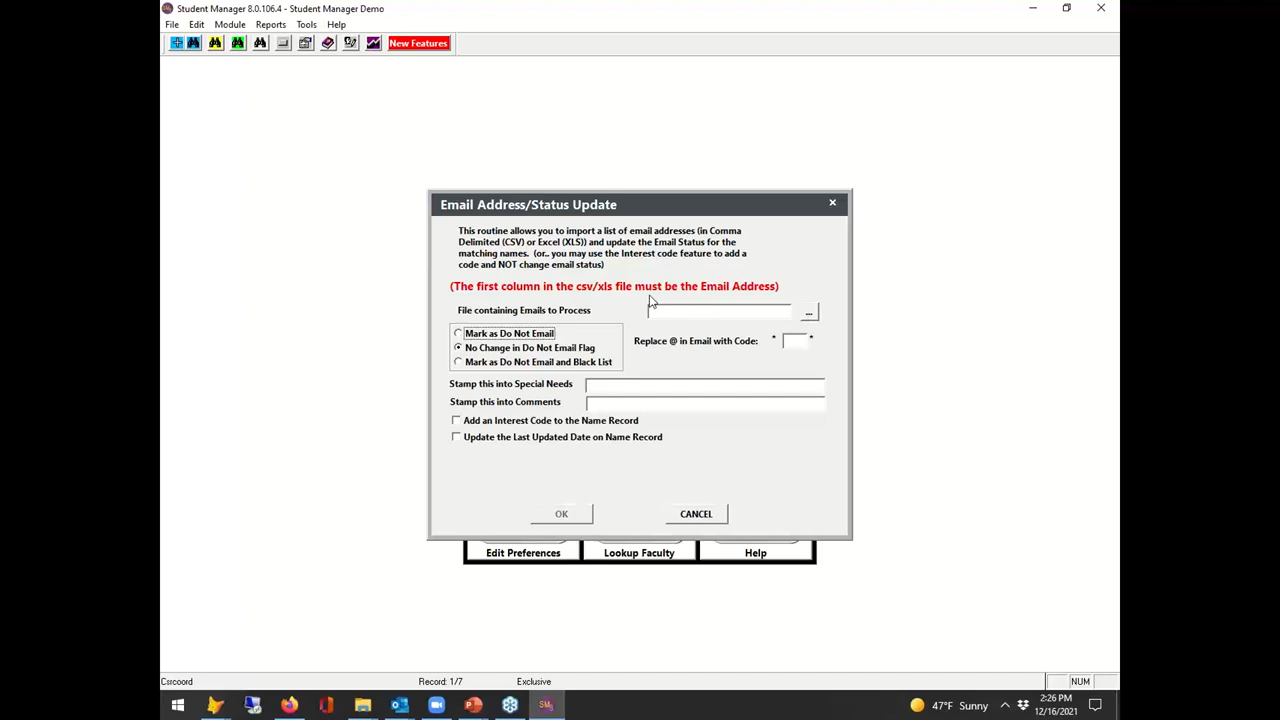 Student Manager 8.0.106.4 - Student Manager Demo
File Edit Module Reports Tools Help
New Features
Email Address/Status Update
This routine allows you to import a list of email addresses (in Comma
Delimited (CSV) or Excel (XLS)) and update the Email Status for the
matching names. (or.. you may use the Interest code feature to add a
code and NOT change email status)
(The first column in the csv/xls file must be the Email Address)
File containing Emails to Process ...
Mark as Do Not Email
Replace @ in Email with Code: * *
No Change in Do Not Email Flag
Mark as Do Not Email and Black List
Stamp this into Special Needs
Stamp this into Comments
Add an Interest Code to the Name Record
Update the Last Updated Date on Name Record
OK CANCEL
Edit Preferences Lookup Faculty Help
Csrcoord Record: 1/7 Exclusive NUM
47°F Sunny 2:26 PM
12/16/2021